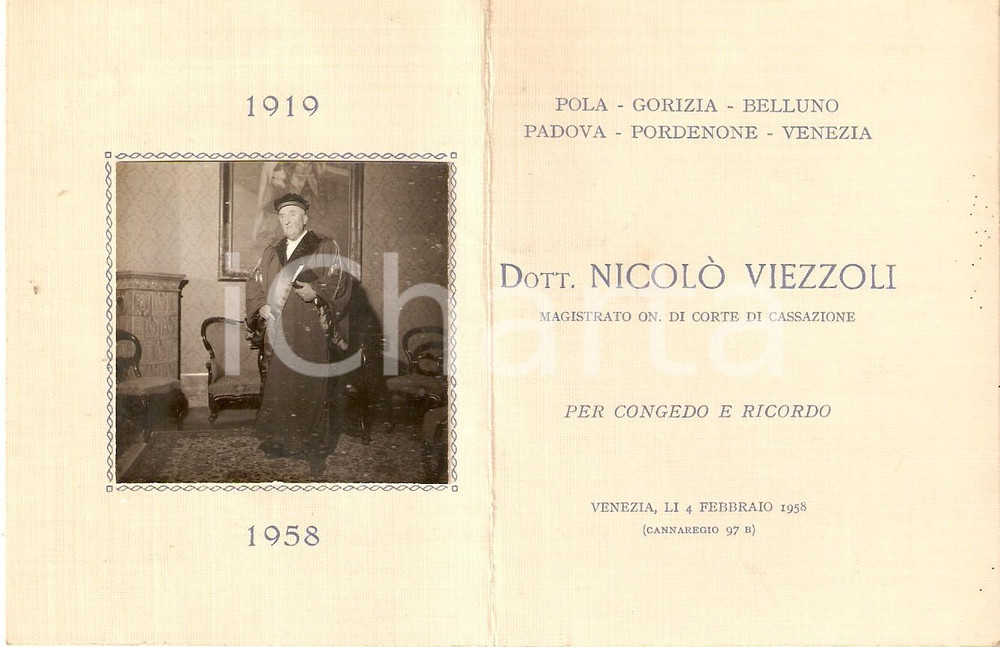 1919
1958
POLA - GORIZIA - BELLUNO
PADOVA - PORDENONE - VENEZIA
DOTT. NICOLÒ VIEZZOLI
MAGISTRATO ON. DI CORTE DI CASSAZIONE
PER CONGEDO E RICORDO
VENEZIA, LI 4 FEBBRAIO 1958
(CANNAREGIO 97 B)
iCharta